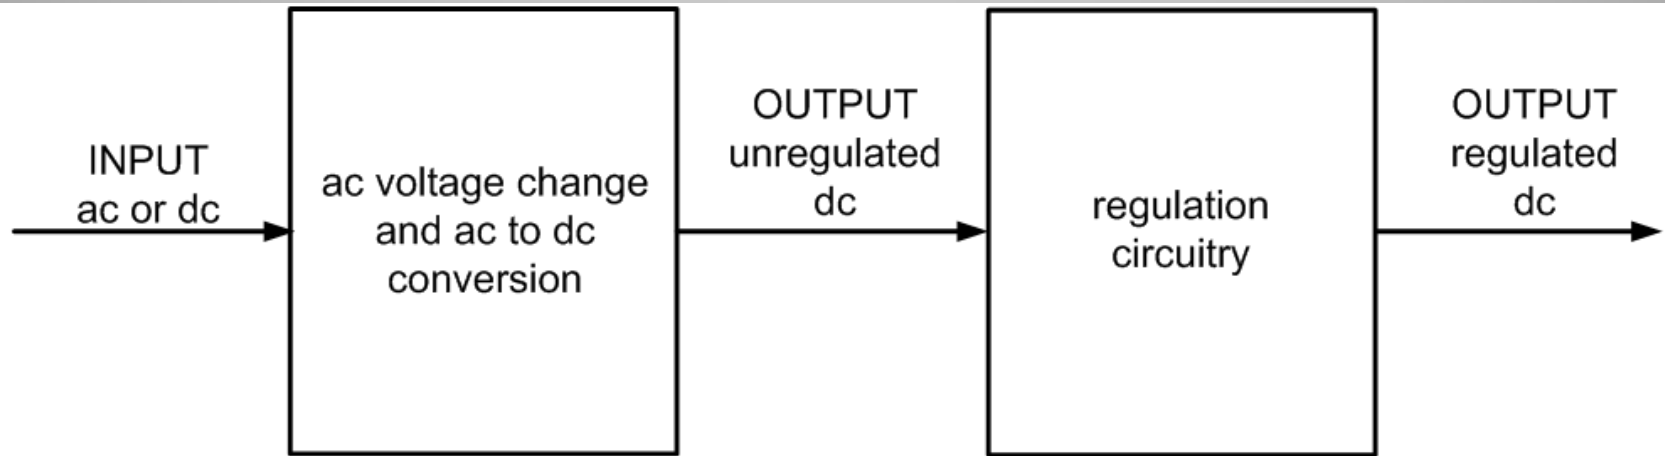 INPUT
ac or dc
ac voltage change
and ac to dc
conversion
OUTPUT
unregulated
dc
regulation
circuitry
OUTPUT
regulated
dc